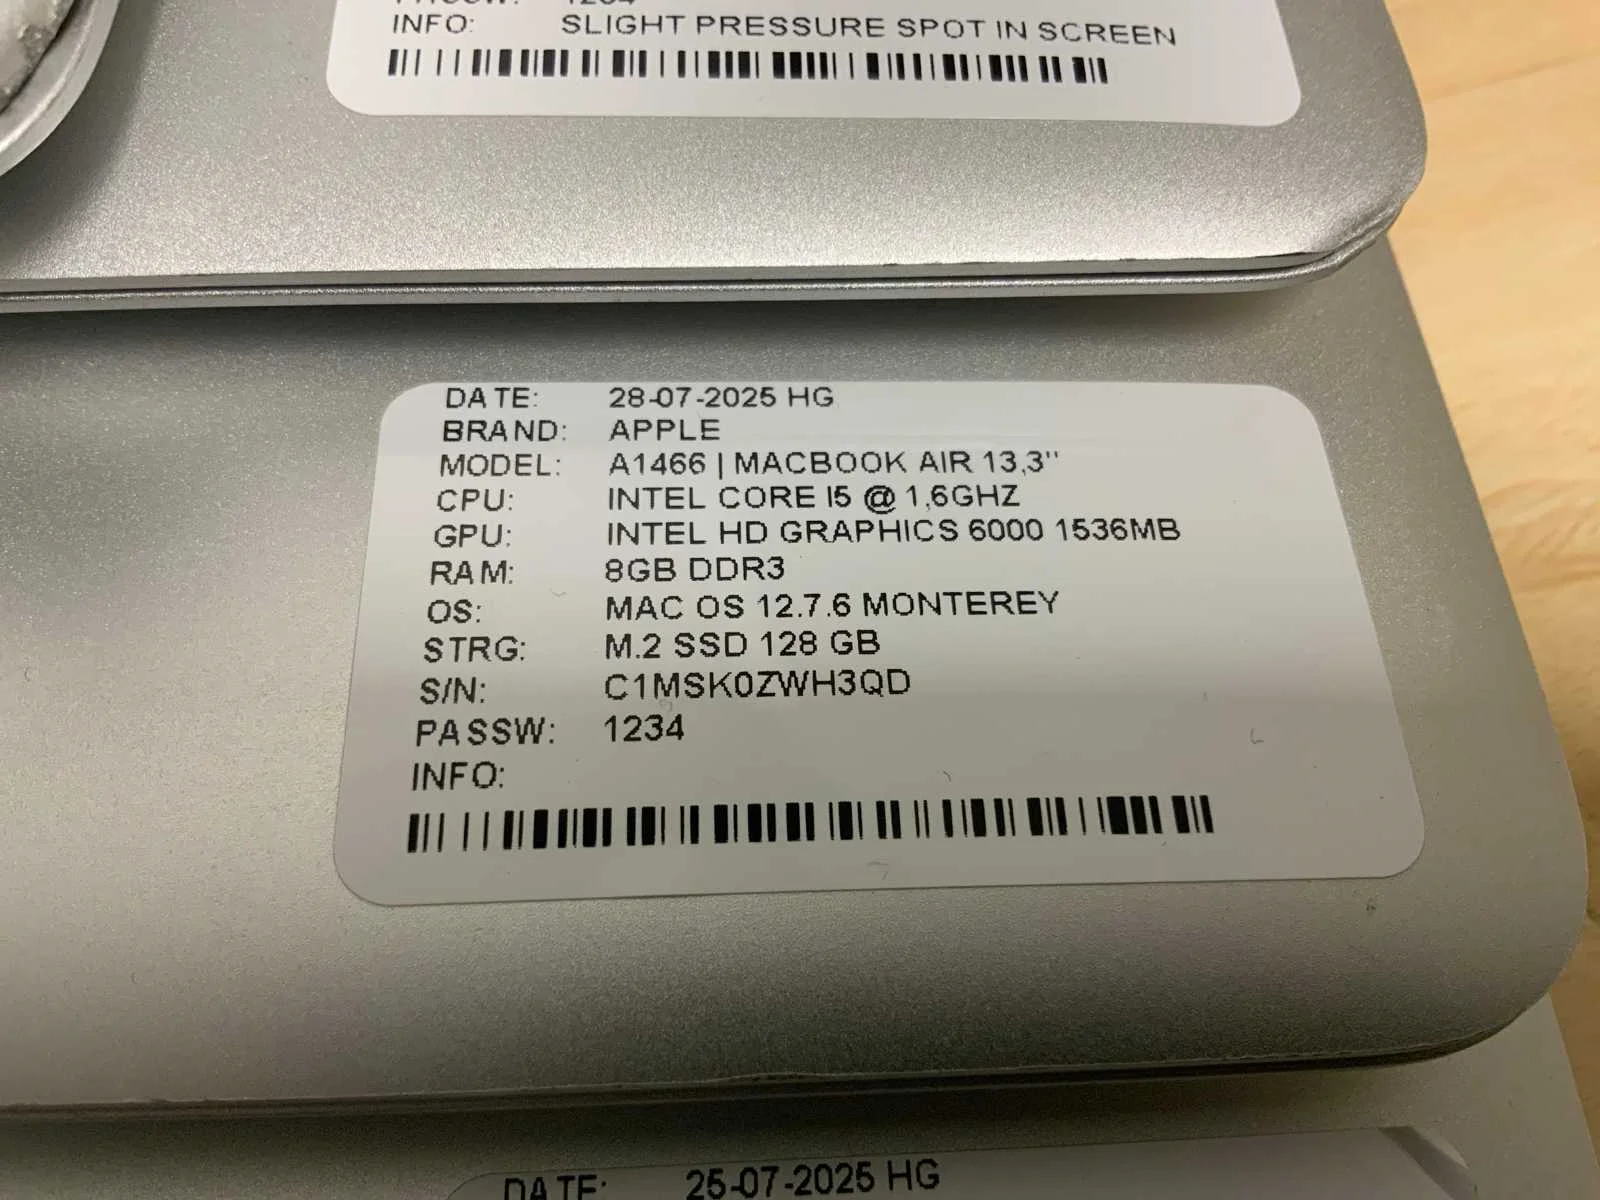 INFO: SLIGHT PRESSURE SPOT IN SCREEN
DATE: 28-07-2025 HG
BRAND: APPLE
MODEL: A1466 | MACBOOK AIR 13,3"
CPU: INTEL CORE I5 @ 1,6GHZ
GPU: INTEL HD GRAPHICS 6000 1536MB
RAM: 8GB DDR3
OS: MAC OS 12.7.6 MONTEREY
STRG: M.2 SSD 128 GB
S/N: C1MSK0ZWH3QD
PASSW: 1234
INFO:
DATE: 25-07-2025 HG